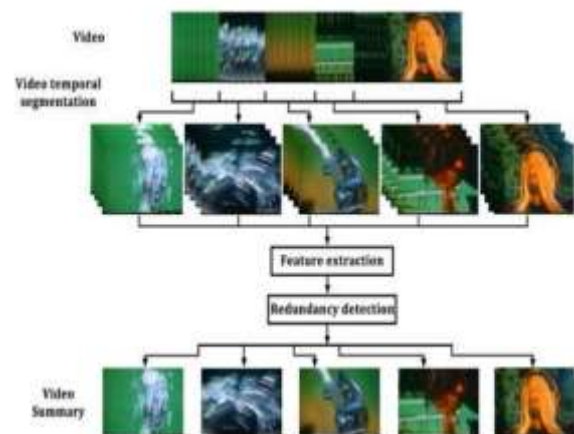 Video
Video temporal
segmentation
Feature extraction
Redundancy detection
Video
Summary